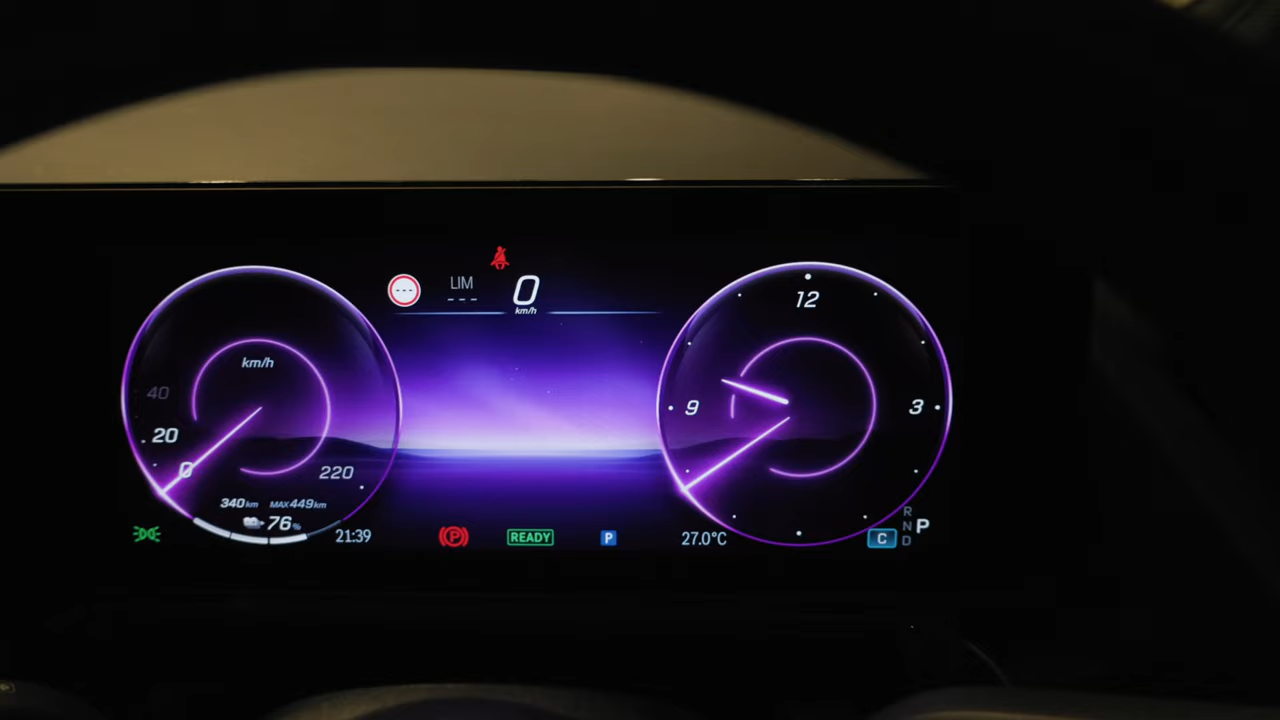 LIM
--- ---
0
km/h
km/h
40
20
0
220
340 km MAX 449 km
76 %
21:39
P
READY
P
27.0°C
12
9
3
C
R
N
D
P